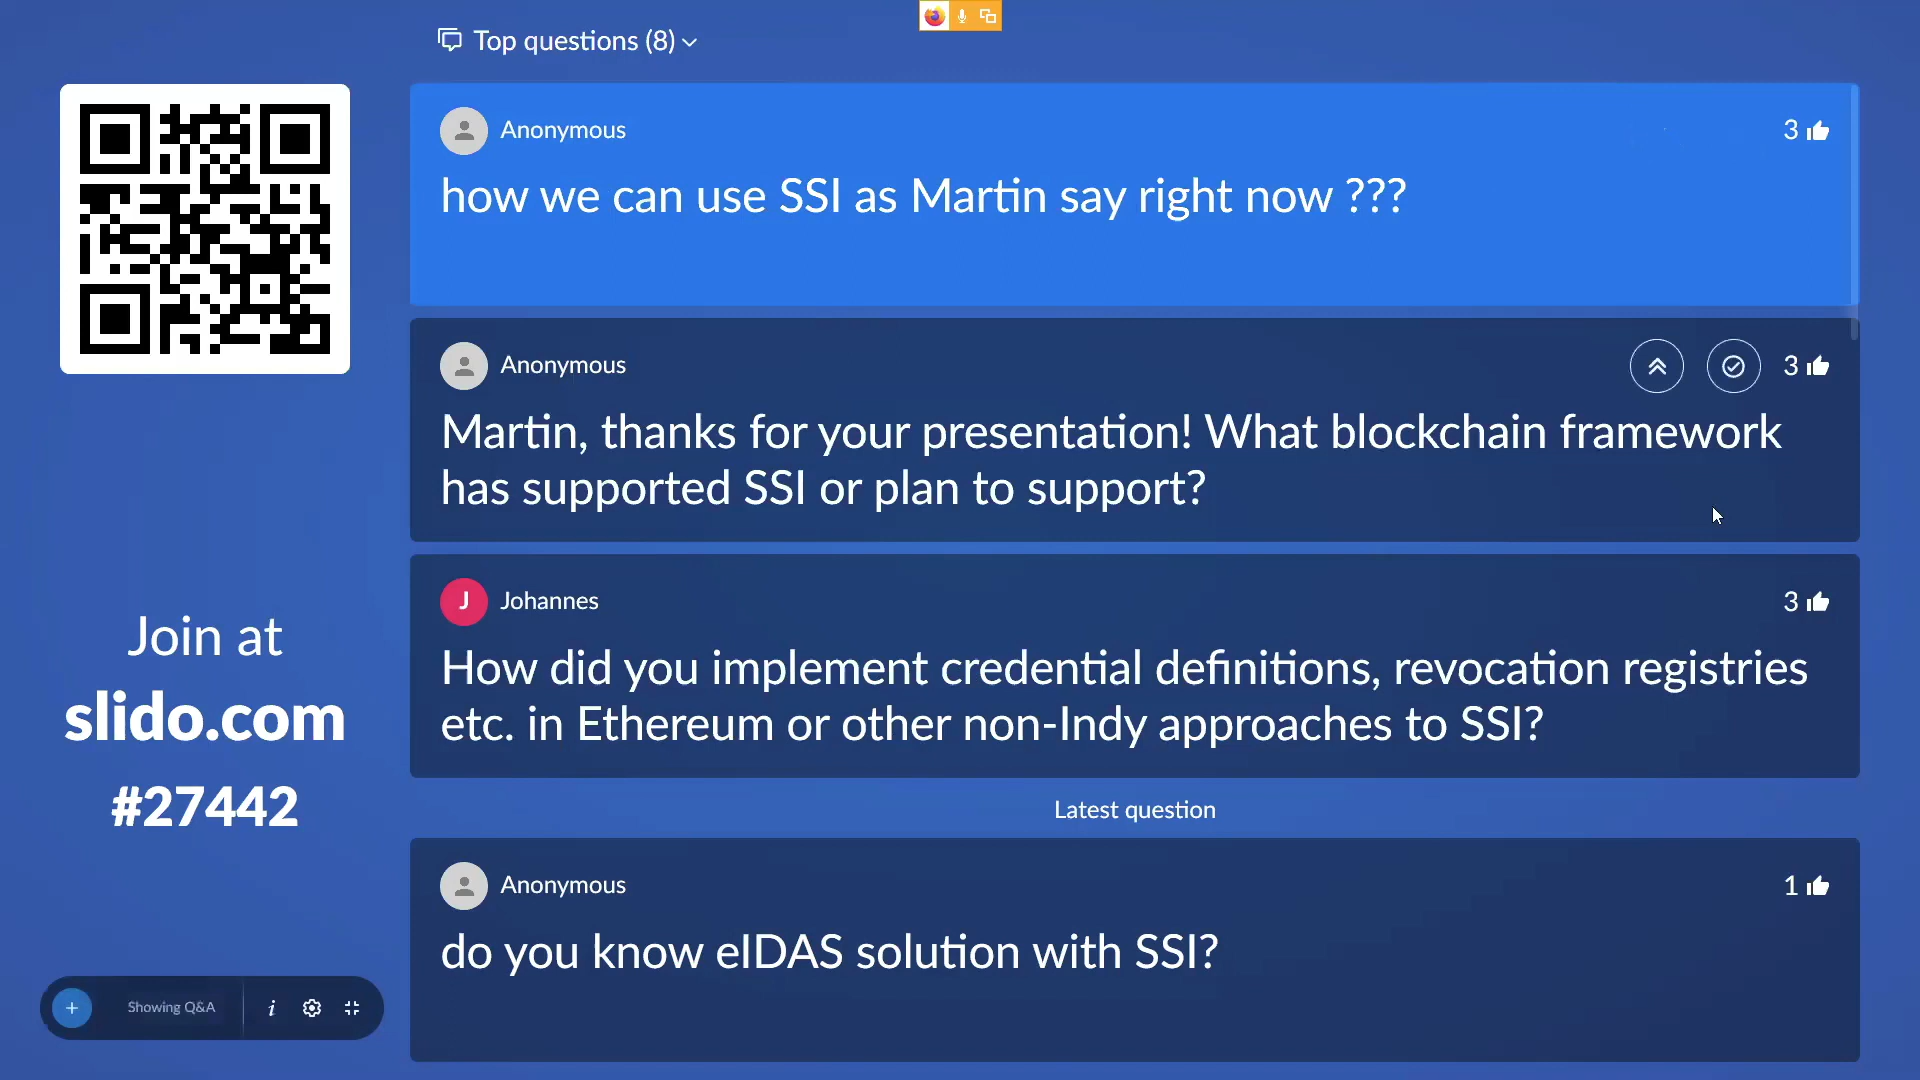 Top questions (8)
Anonymous
3
how we can use SSI as Martin say right now ???
Anonymous
3
Martin, thanks for your presentation! What blockchain framework
has supported SSI or plan to support?
J
Johannes
3
How did you implement credential definitions, revocation registries
etc. in Ethereum or other non-Indy approaches to SSI?
Latest question
Anonymous
1
do you know eIDAS solution with SSI?
Join at
slido.com
#27442
Showing Q&A
i